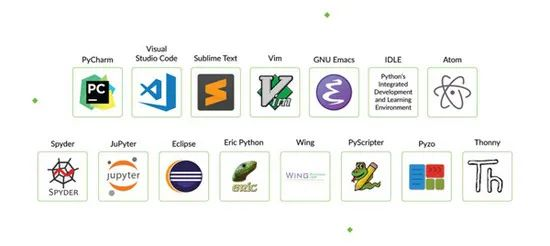 PyCharm
Visual
Studio Code
Sublime Text
Vim
GNU Emacs
IDLE
Atom
PC
Vim
Python's
Integrated
Development
and Learning
Environment
Spyder
JuPyter
Eclipse
Eric Python
Wing
PyScripter
Pyzo
Thonny
SPYDER
jupyter
ERIC
WING
Th